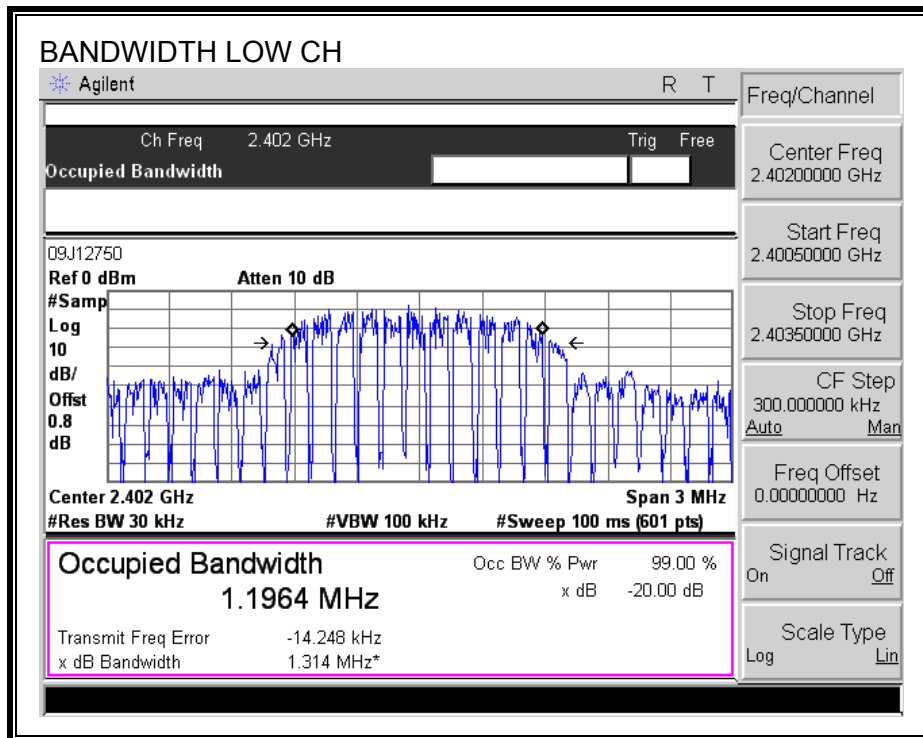 BANDWIDTH LOW CH
Agilent R T
Ch Freq 2.402 GHz Trig Free
Occupied Bandwidth
09J12750
Ref 0 dBm Atten 10 dB
#Samp
Log
10
dB/
Offst
0.8
dB
Center 2.402 GHz Span 3 MHz
#Res BW 30 kHz #VBW 100 kHz #Sweep 100 ms (601 pts)
Occupied Bandwidth Occ BW % Pwr 99.00 %
1.1964 MHz x dB -20.00 dB
Transmit Freq Error -14.248 kHz
x dB Bandwidth 1.314 MHz*
Freq/Channel
Center Freq
2.40200000 GHz
Start Freq
2.40050000 GHz
Stop Freq
2.40350000 GHz
CF Step
300.000000 kHz
Auto Man
Freq Offset
0.00000000 Hz
Signal Track
On Off
Scale Type
Log Lin